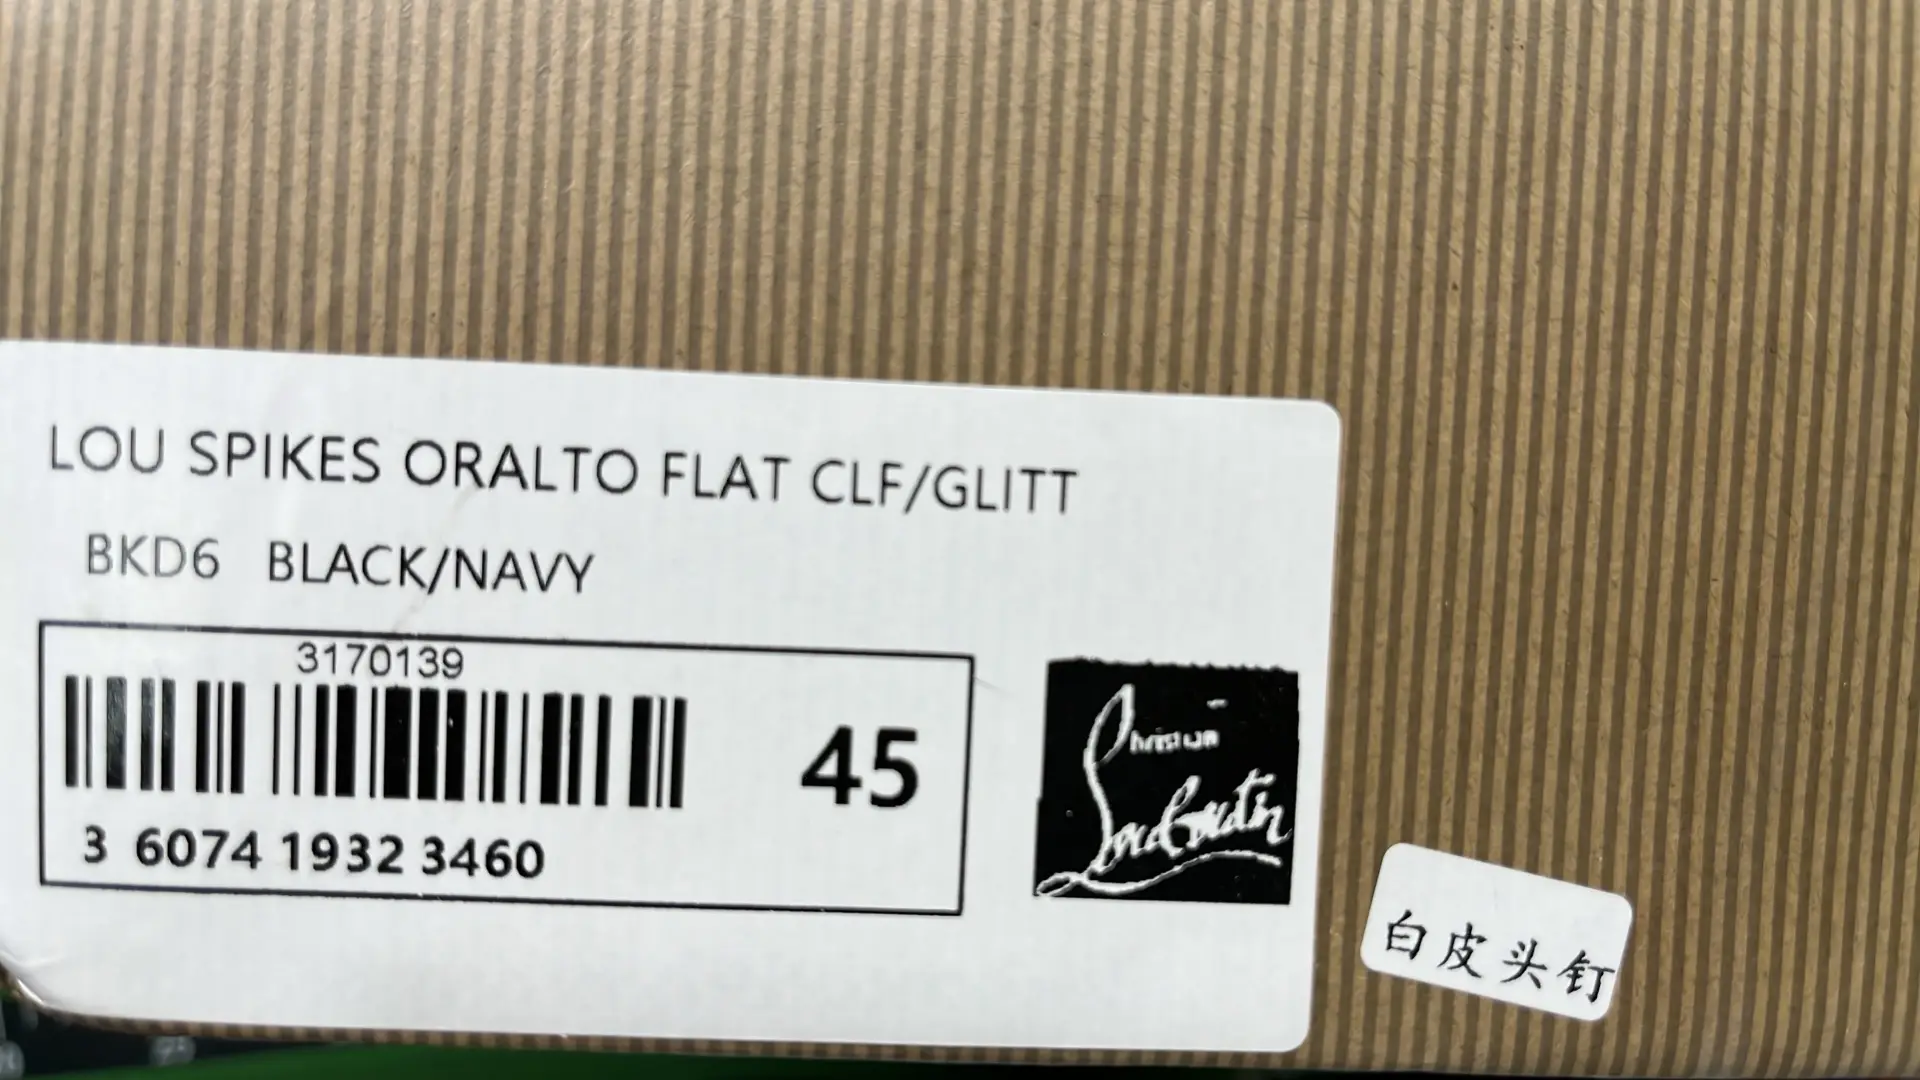 LOU SPIKES ORALTO FLAT CLF/GLITT
BKD6 BLACK/NAVY
3170139
45
3 6074 1932 3460
Christian
Louboutin
白皮头钉